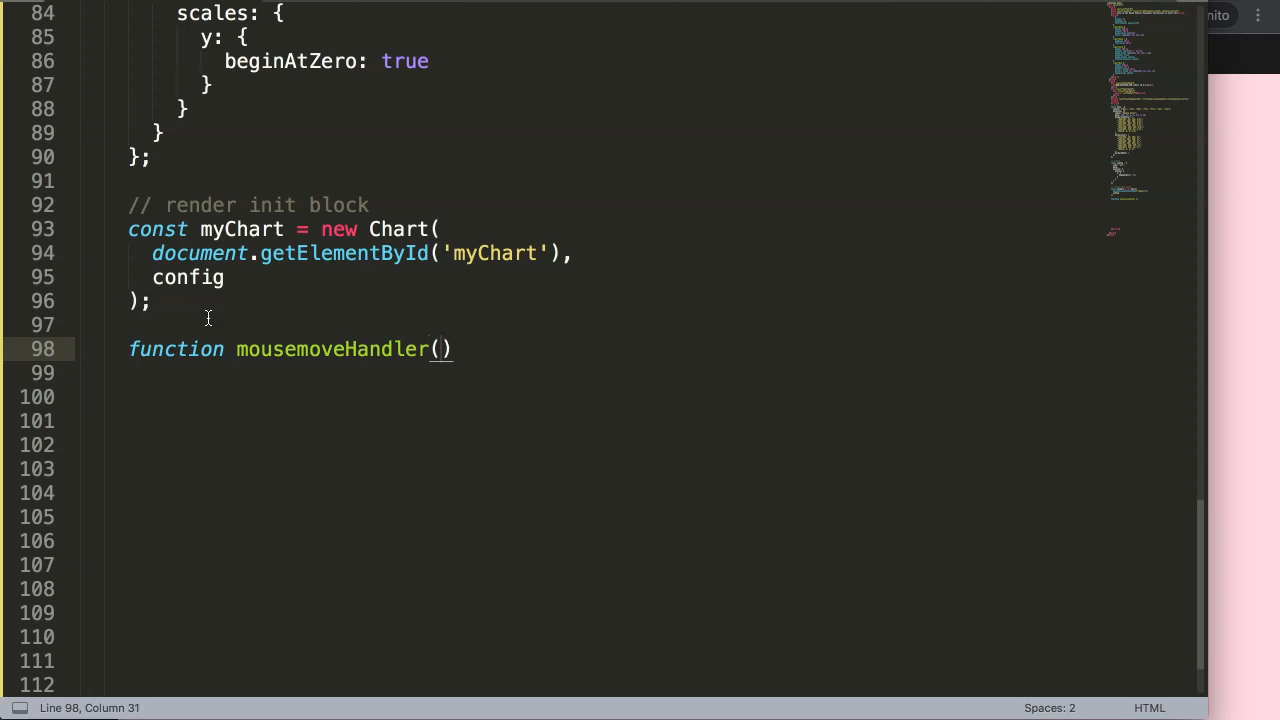 84 scales: {
85 y: {
86 beginAtZero: true
87 }
88 }
89 }
90 };
91
92 // render init block
93 const myChart = new Chart(
94 document.getElementById('myChart'),
95 config
96 );
97
98 function mousemoveHandler()
99
100
101
102
103
104
105
106
107
108
109
110
111
112
Line 98, Column 31 Spaces: 2 HTML
nito